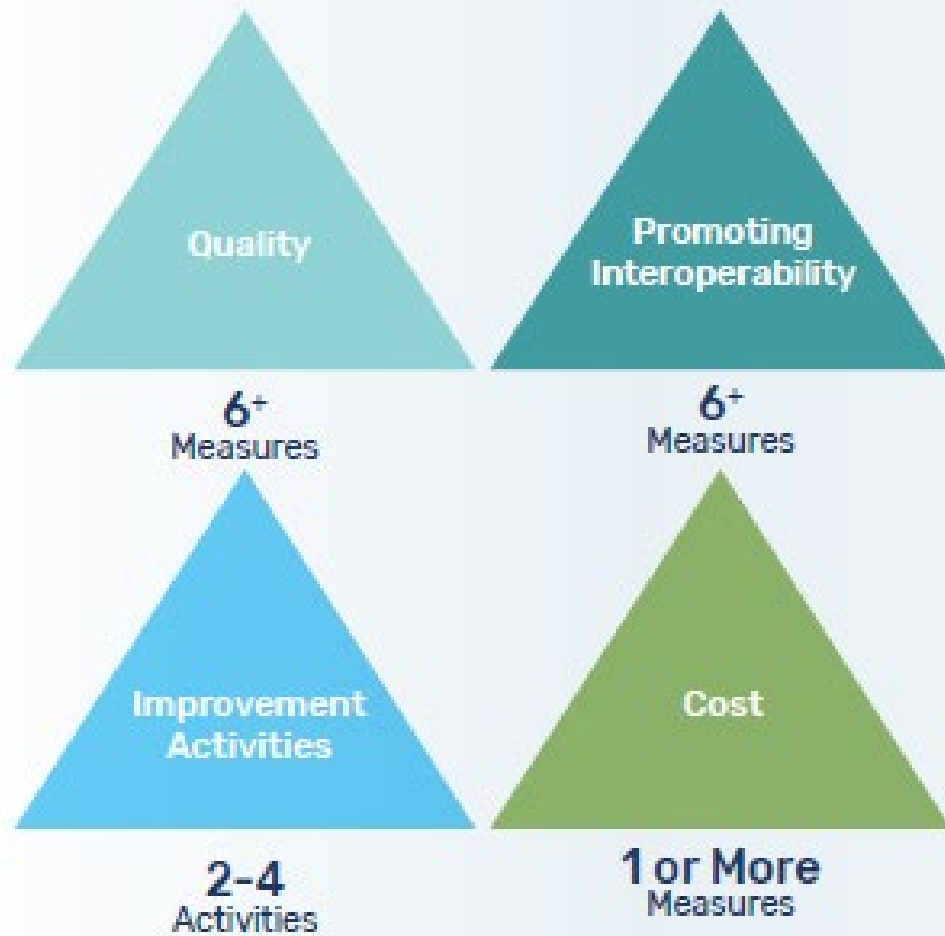 Quality
Promoting
Interoperability
6+
Measures
6+
Measures
Improvement
Activities
Cost
2-4
Activities
1 or More
Measures